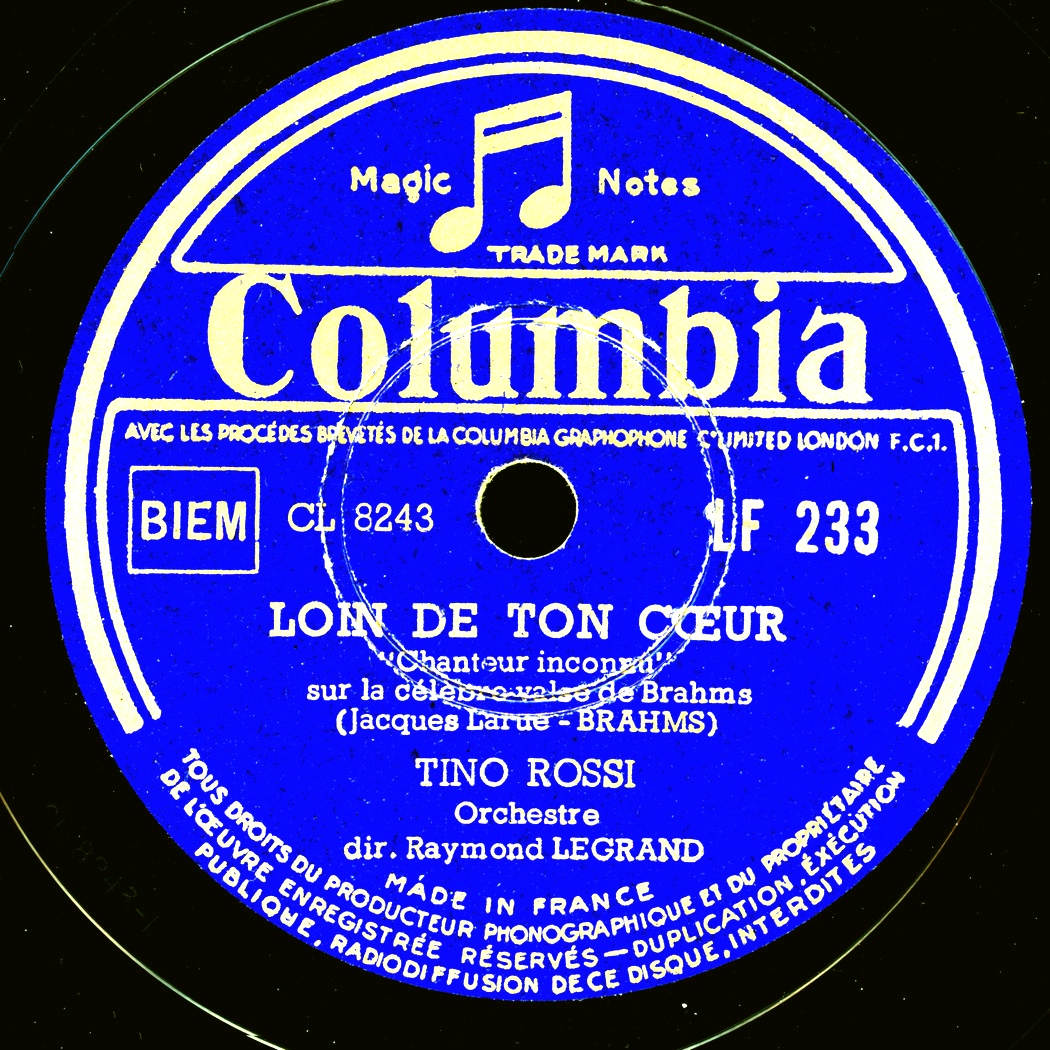 Magic Notes
TRADE MARK
Columbia
AVEC LES PROCÉDES BREVETÉS DE LA COLUMBIA GRAPHOPHONE Cº LIMITED LONDON F.C.1.
BIEM CL 8243 LF 233
LOIN DE TON CŒUR
"Chanteur inconnu"
sur la célèbre valse de Brahms
(Jacques Larue - BRAHMS)
TINO ROSSI
Orchestre
dir. Raymond LEGRAND
MADE IN FRANCE
TOUS DROITS DU PRODUCTEUR PHONOGRAPHIQUE ET DU PROPRIÉTAIRE
DE L'ŒUVRE ENREGISTRÉE RÉSERVÉS — DUPLICATION, ÉXÉCUTION
PUBLIQUE, RADIODIFFUSION DE CE DISQUE, INTERDITES